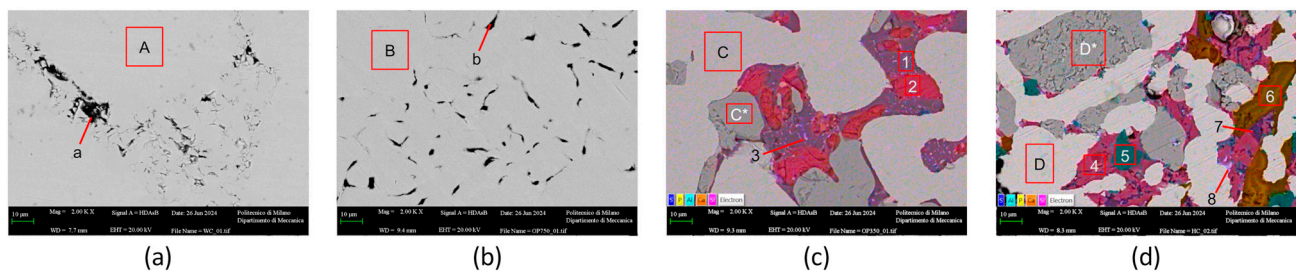 A
a
10 μm
Mag = 2.00 K X
Signal A = HDAsB
Date: 26 Jun 2024
Politecnico di Milano
Dipartimento di Meccanica
WD = 7.7 mm
EHT = 20.00 kV
File Name = WC_01.tif
(a)
B
b
10 μm
Mag = 2.00 K X
Signal A = HDAsB
Date: 26 Jun 2024
Politecnico di Milano
Dipartimento di Meccanica
WD = 9.4 mm
EHT = 20.00 kV
File Name = OP750_01.tif
(b)
C
1
2
C*
3
S P Al Ca Electron
10 μm
Mag = 2.00 K X
Signal A = HDAsB
Date: 26 Jun 2024
Politecnico di Milano
Dipartimento di Meccanica
WD = 9.3 mm
EHT = 20.00 kV
File Name = OP350_01.tif
(c)
D*
6
7
D
4
5
8
S P Al Ca Electron
10 μm
Mag = 2.00 K X
Signal A = HDAsB
Date: 26 Jun 2024
Politecnico di Milano
Dipartimento di Meccanica
WD = 8.3 mm
EHT = 20.00 kV
File Name = HC_02.tif
(d)